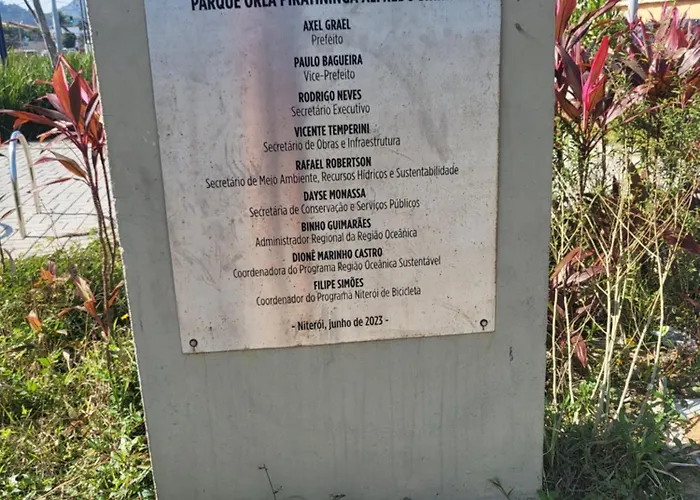 PARQUE ORLA PIRATININGA
AXEL GRAEL
Prefeito
PAULO BAGUEIRA
Vice-Prefeito
RODRIGO NEVES
Secretário Executivo
VICENTE TEMPERINI
Secretário de Obras e Infraestrutura
RAFAEL ROBERTSON
Secretário de Meio Ambiente, Recursos Hídricos e Sustentabilidade
DAYSE MONASSA
Secretária de Conservação e Serviços Públicos
BINHO GUIMARÃES
Administrador Regional da Região Oceânica
DIONÊ MARINHO CASTRO
Coordenadora do Programa Região Oceânica Sustentável
FILIPE SIMÕES
Coordenador do Programa Niterói de Bicicleta
- Niterói, junho de 2023 -